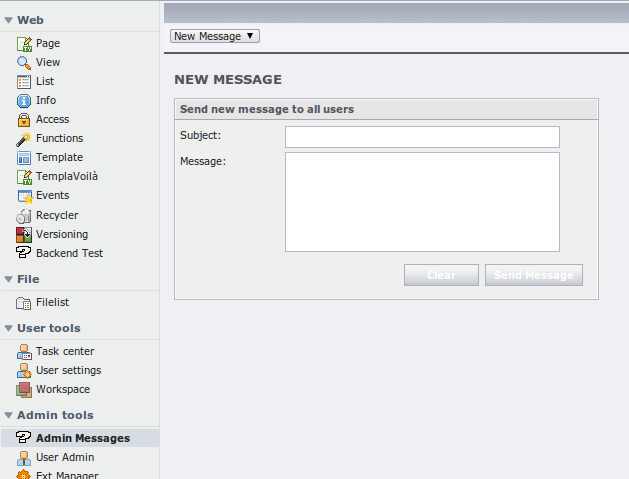 Web
Page
View
List
Info
Access
Functions
Template
TemplaVoilà
Events
Recycler
Versioning
Backend Test
File
Filelist
User tools
Task center
User settings
Workspace
Admin tools
Admin Messages
User Admin
Ext Manager
New Message ▼
NEW MESSAGE
Send new message to all users
Subject:
Message:
Clear Send Message